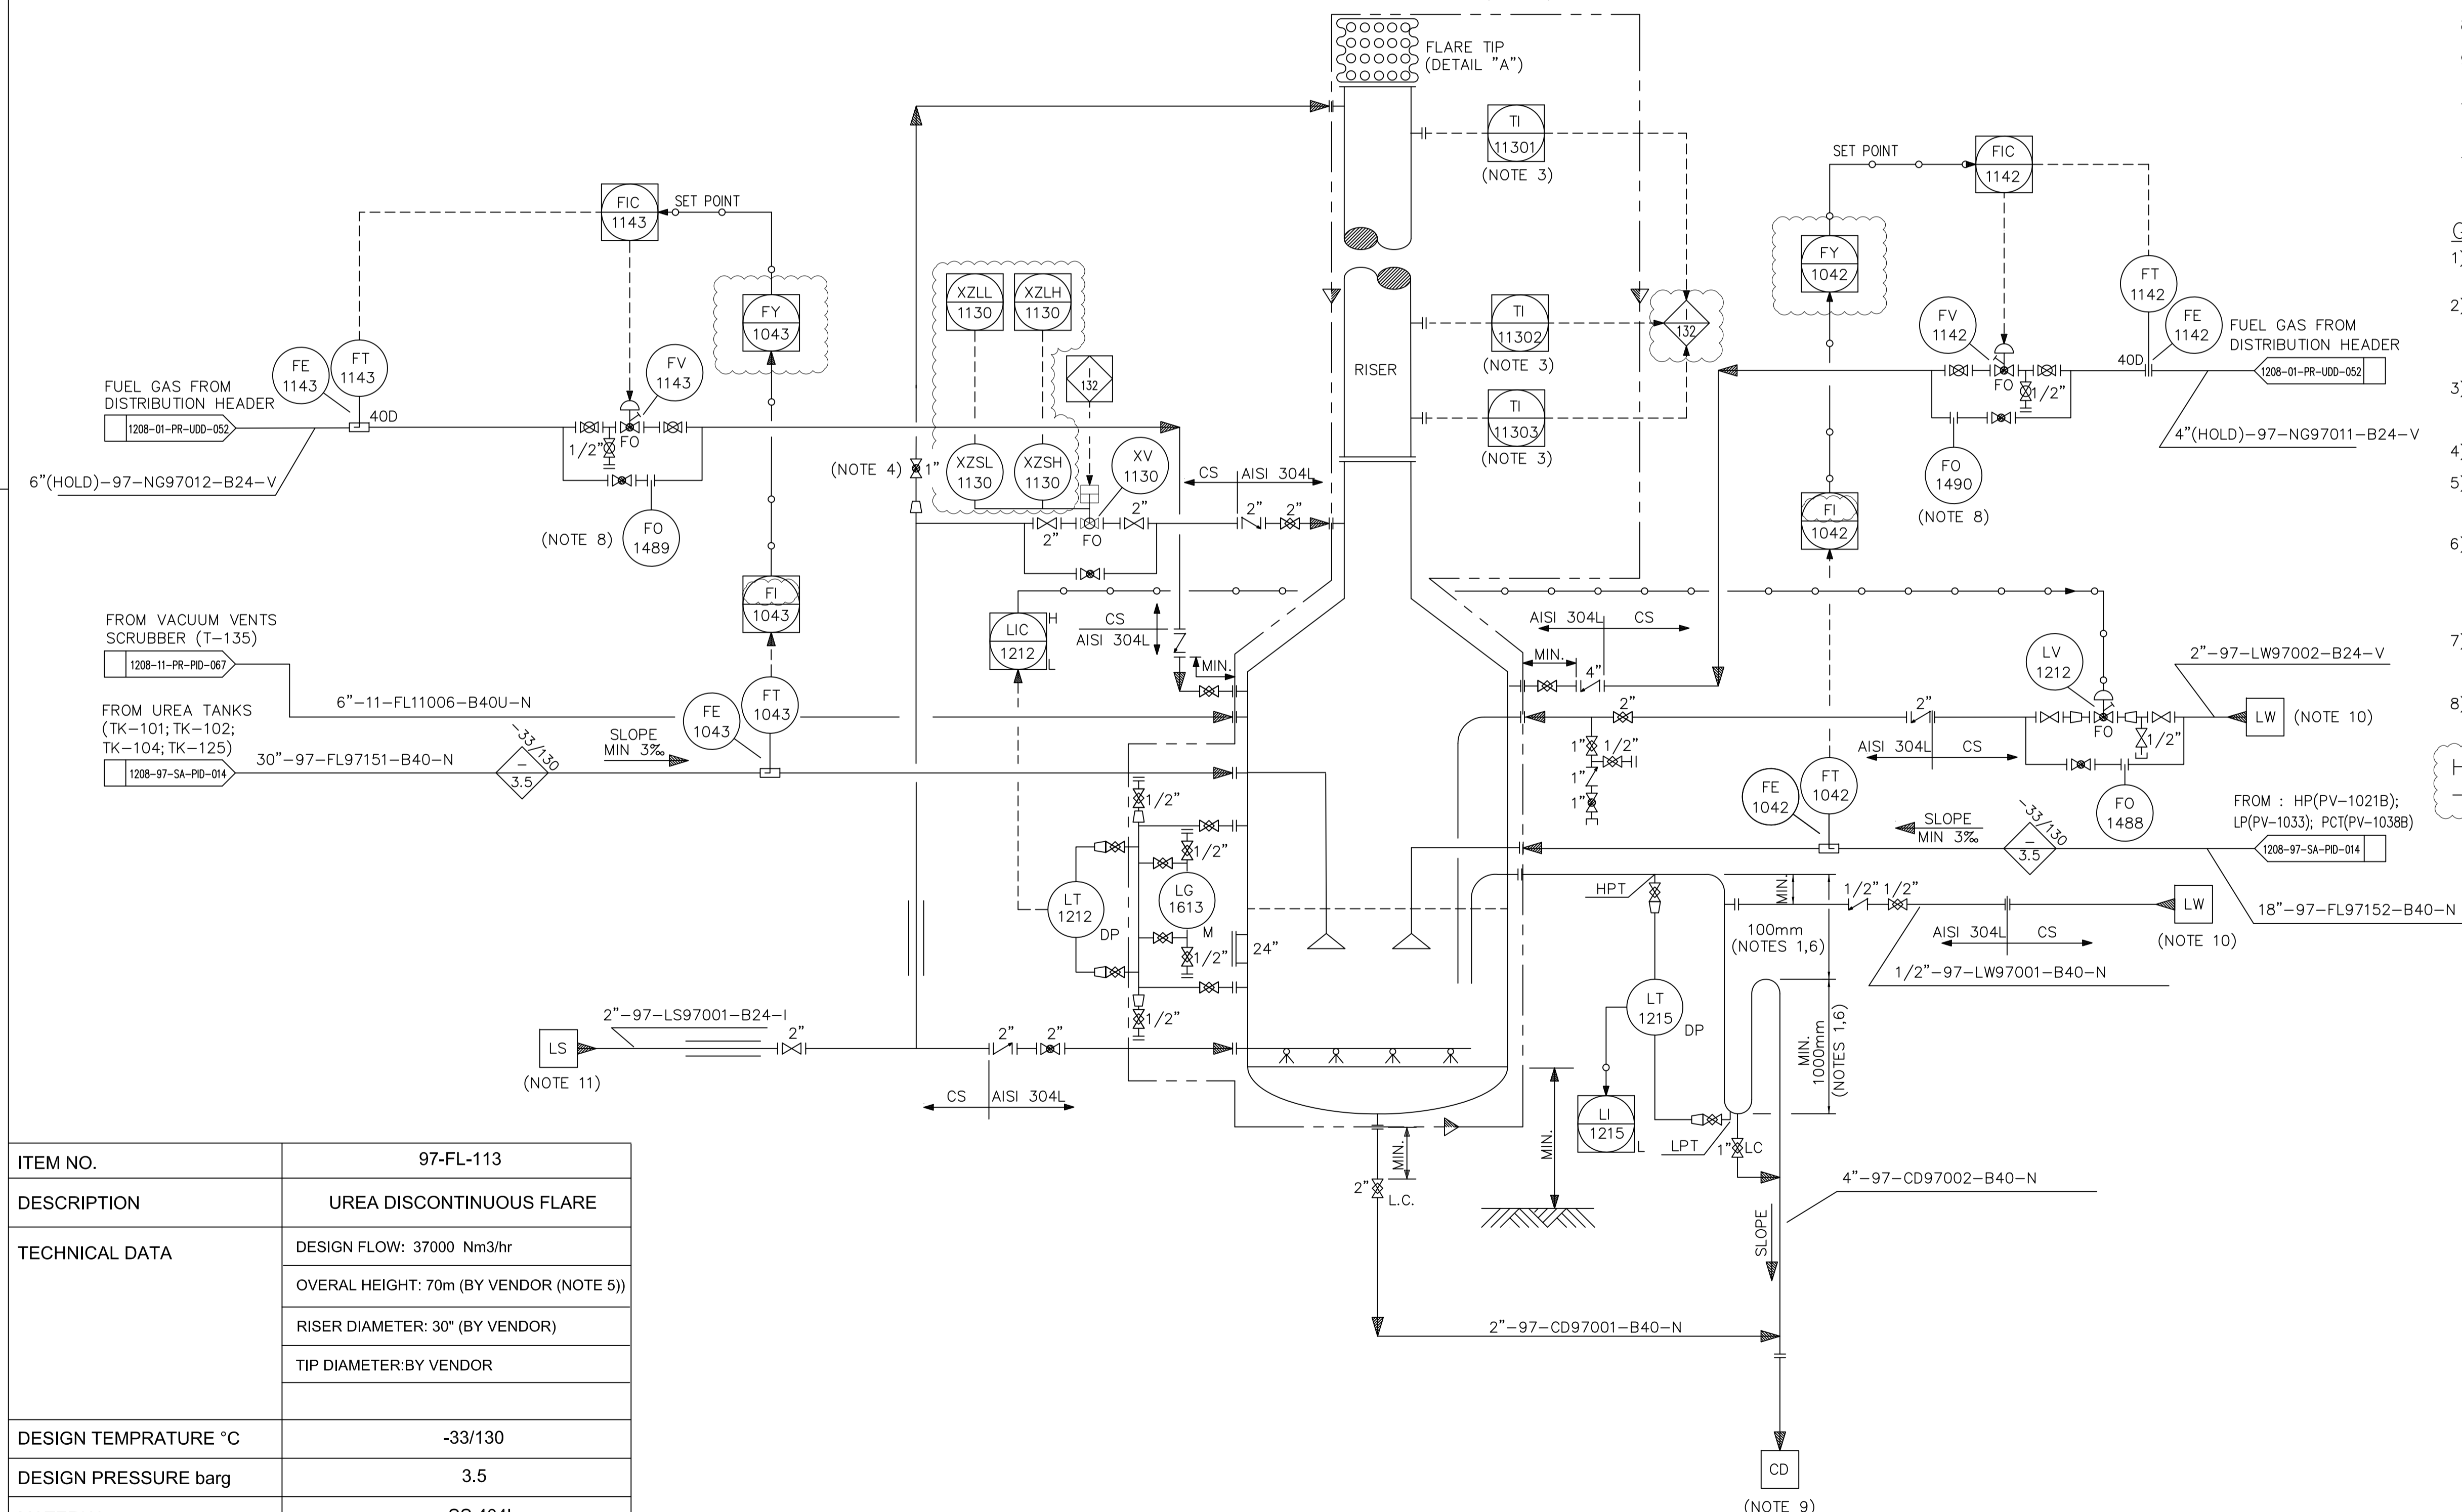 FLARE TIP
(DETAIL "A")
TI
11301
(NOTE 3)
TI
11302
(NOTE 3)
TI
11303
(NOTE 3)
132
RISER
FIC
1143
SET POINT
FY
1043
FE
1143
FT
1143
FV
1143
40D
FO
1/2"
FUEL GAS FROM
DISTRIBUTION HEADER
1208-01-PR-UDD-052
6"(HOLD)-97-NG97012-B24-V
(NOTE 8)
FO
1489
FI
1043
XZLL
1130
XZLH
1130
132
XZSL
1130
XZSH
1130
XV
1130
(NOTE 4)
1"
CS
AISI 304L
2"
FO
2"
2"
2"
SET POINT
FIC
1142
FY
1042
FT
1142
FV
1142
FE
1142
FUEL GAS FROM
DISTRIBUTION HEADER
1208-01-PR-UDD-052
40D
FO
1/2"
4"(HOLD)-97-NG97011-B24-V
FO
1490
(NOTE 8)
FI
1042
1)
2)
3)
4)
5)
6)
7)
8)
FROM VACUUM VENTS
SCRUBBER (T-135)
1208-11-PR-PID-067
6"-11-FL11006-B40U-N
FROM UREA TANKS
(TK-101; TK-102;
TK-104; TK-125)
1208-97-SA-PID-014
30"-97-FL97151-B40-N
-33/130
-
3.5
SLOPE
MIN 3‰
FE
1043
FT
1043
LIC
1212
H
L
CS
AISI 304L
MIN.
AISI 304L
CS
MIN.
4"
LV
1212
2"-97-LW97002-B24-V
LW
(NOTE 10)
2"
2"
FO
1/2"
AISI 304L
CS
1"
1/2"
1"
1"
FO
1488
FE
1042
FT
1042
SLOPE
MIN 3‰
-33/130
-
3.5
FROM : HP(PV-1021B);
LP(PV-1033); PCT(PV-1038B)
1208-97-SA-PID-014
18"-97-FL97152-B40-N
1/2"
1/2"
LT
1212
DP
LG
1613
M
1/2"
1/2"
24"
HPT
MIN.
1/2"
1/2"
LW
(NOTE 10)
100mm
(NOTES 1,6)
AISI 304L
CS
1/2"-97-LW97001-B40-N
LT
1215
DP
MIN.
1000mm
(NOTES 1,6)
LI
1215
L
LPT
1"
LC
LS
(NOTE 11)
2"-97-LS97001-B24-I
2"
2"
2"
CS
AISI 304L
MIN.
2"
L.C.
MIN.
4"-97-CD97002-B40-N
SLOPE
2"-97-CD97001-B40-N
CD
(NOTE 9)
ITEM NO.
97-FL-113
DESCRIPTION
UREA DISCONTINUOUS FLARE
TECHNICAL DATA
DESIGN FLOW: 37000 Nm3/hr
OVERAL HEIGHT: 70m (BY VENDOR (NOTE 5))
RISER DIAMETER: 30" (BY VENDOR)
TIP DIAMETER:BY VENDOR
DESIGN TEMPRATURE °C
-33/130
DESIGN PRESSURE barg
3.5